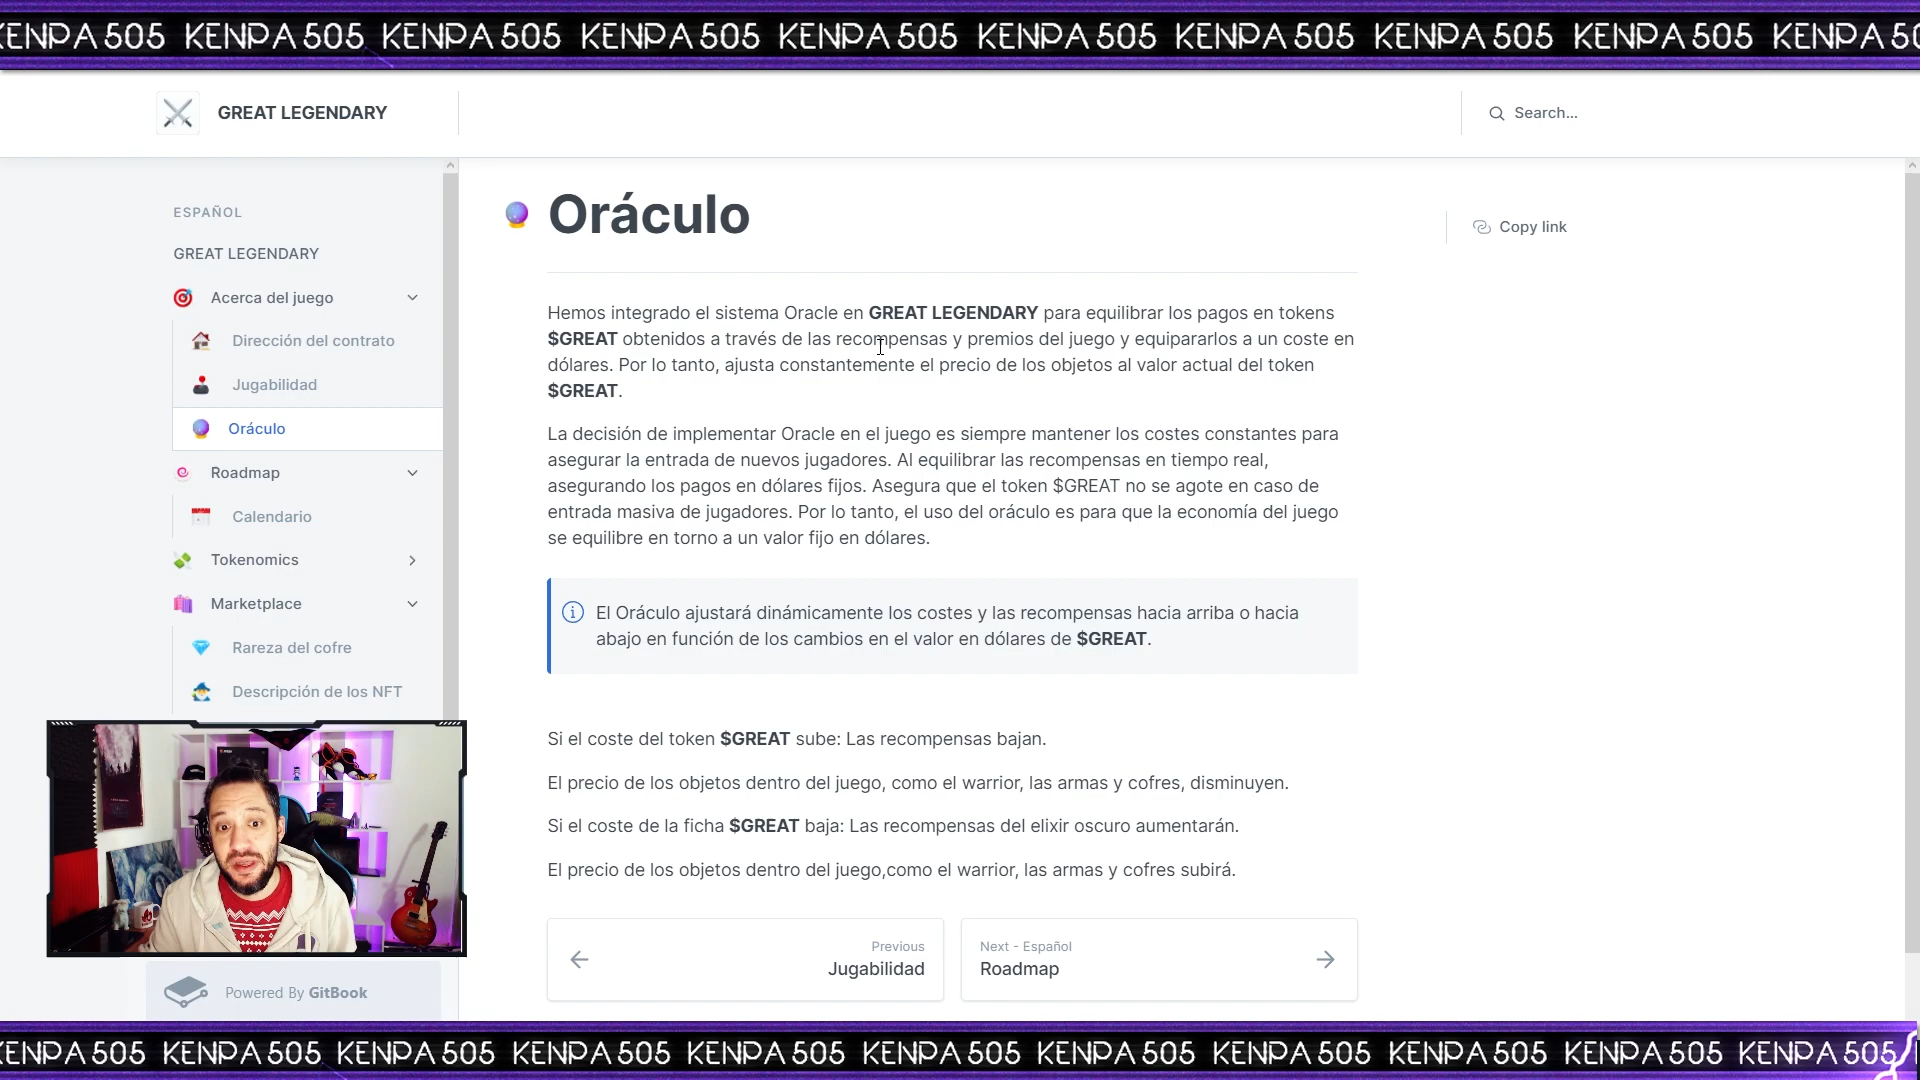 KENPA 505 KENPA 505 KENPA 505 KENPA 505 KENPA 505 KENPA 505 KENPA 505 KENPA 505 KENPA 505
GREAT LEGENDARY
Search...
ESPAÑOL
GREAT LEGENDARY
Acerca del juego
Dirección del contrato
Jugabilidad
Oráculo
Roadmap
Calendario
Tokenomics
Marketplace
Rareza del cofre
Descripción de los NFT
Powered By GitBook
Oráculo
Copy link
Hemos integrado el sistema Oracle en GREAT LEGENDARY para equilibrar los pagos en tokens
$GREAT obtenidos a través de las recompensas y premios del juego y equipararlos a un coste en
dólares. Por lo tanto, ajusta constantemente el precio de los objetos al valor actual del token
$GREAT.
La decisión de implementar Oracle en el juego es siempre mantener los costes constantes para
asegurar la entrada de nuevos jugadores. Al equilibrar las recompensas en tiempo real,
asegurando los pagos en dólares fijos. Asegura que el token $GREAT no se agote en caso de
entrada masiva de jugadores. Por lo tanto, el uso del oráculo es para que la economía del juego
se equilibre en torno a un valor fijo en dólares.
El Oráculo ajustará dinámicamente los costes y las recompensas hacia arriba o hacia
abajo en función de los cambios en el valor en dólares de $GREAT.
Si el coste del token $GREAT sube: Las recompensas bajan.
El precio de los objetos dentro del juego, como el warrior, las armas y cofres, disminuyen.
Si el coste de la ficha $GREAT baja: Las recompensas del elixir oscuro aumentarán.
El precio de los objetos dentro del juego,como el warrior, las armas y cofres subirá.
Previous
Jugabilidad
Next - Español
Roadmap
KENPA 505 KENPA 505 KENPA 505 KENPA 505 KENPA 505 KENPA 505 KENPA 505 KENPA 505 KENPA 505 KENPA 505 KENPA 505